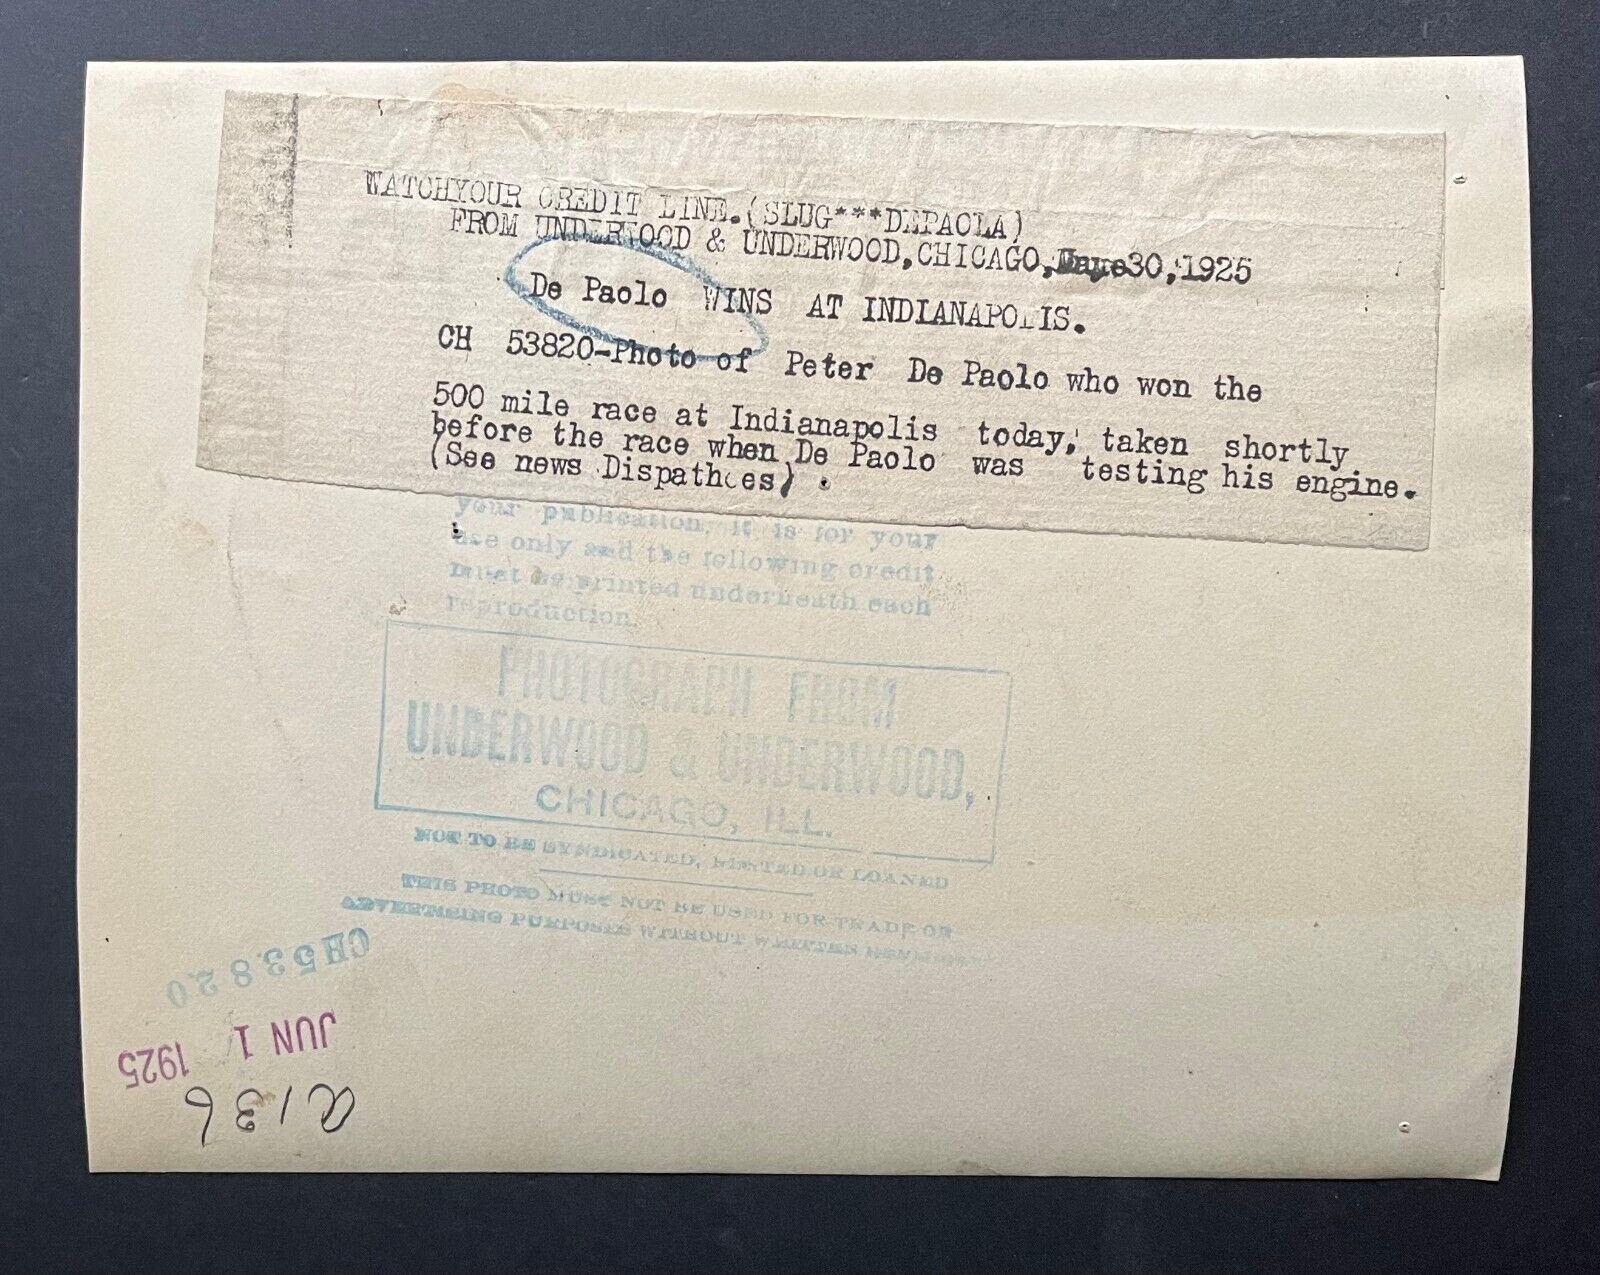 WATCHYOUR CREDIT LINE.(SLUG***DEPAOLA)
FROM UNDERWOOD & UNDERWOOD,CHICAGO, 30,1925
De Paolo WINS AT INDIANAPOLIS.
CH 53820-Photo of Peter De Paolo who won the
500 mile race at Indianapolis today, taken shortly
before the race when De Paolo was testing his engine.
(See news Dispathces)
your publication, it is for your
use only and the following credit
must be printed underneath each
reproduction.
PHOTOGRAPH FROM
UNDERWOOD & UNDERWOOD,
CHICAGO, ILL.
NOT TO BE SYNDICATED, RENTED OR LOANED
THIS PHOTO MUST NOT BE USED FOR TRADE OR
ADVERTISING PURPOSES WITHOUT WRITTEN
CH53820
JUN 1 1925
a136